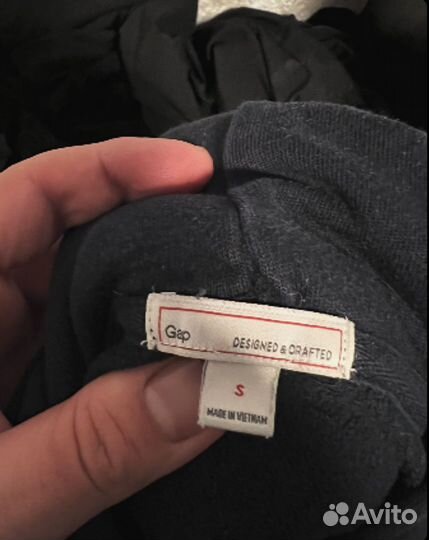 Gap DESIGNED & CRAFTED
S
MADE IN VIETNAM
Avito